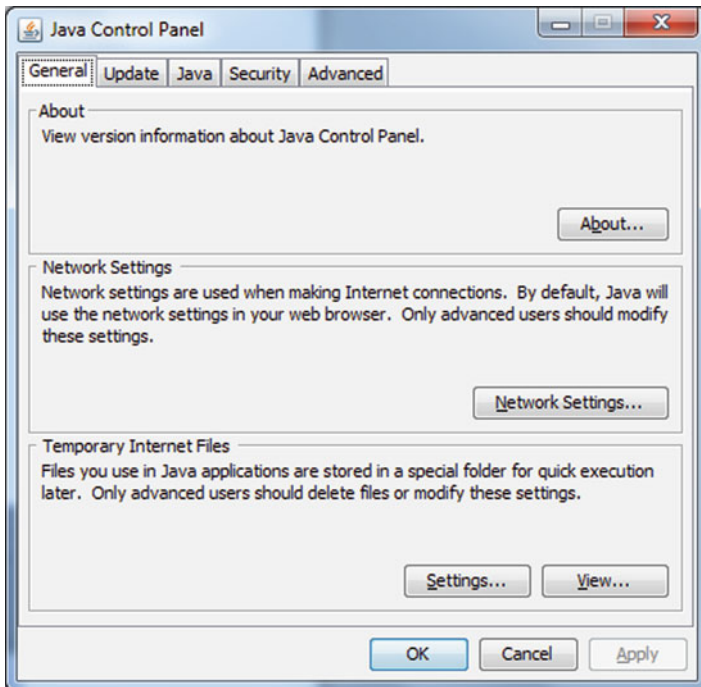 Java Control Panel
General Update Java Security Advanced
About
View version information about Java Control Panel.
About...
Network Settings
Network settings are used when making Internet connections.  By default, Java will
use the network settings in your web browser.  Only advanced users should modify
these settings.
Network Settings...
Temporary Internet Files
Files you use in Java applications are stored in a special folder for quick execution
later.  Only advanced users should delete files or modify these settings.
Settings... View...
OK Cancel Apply